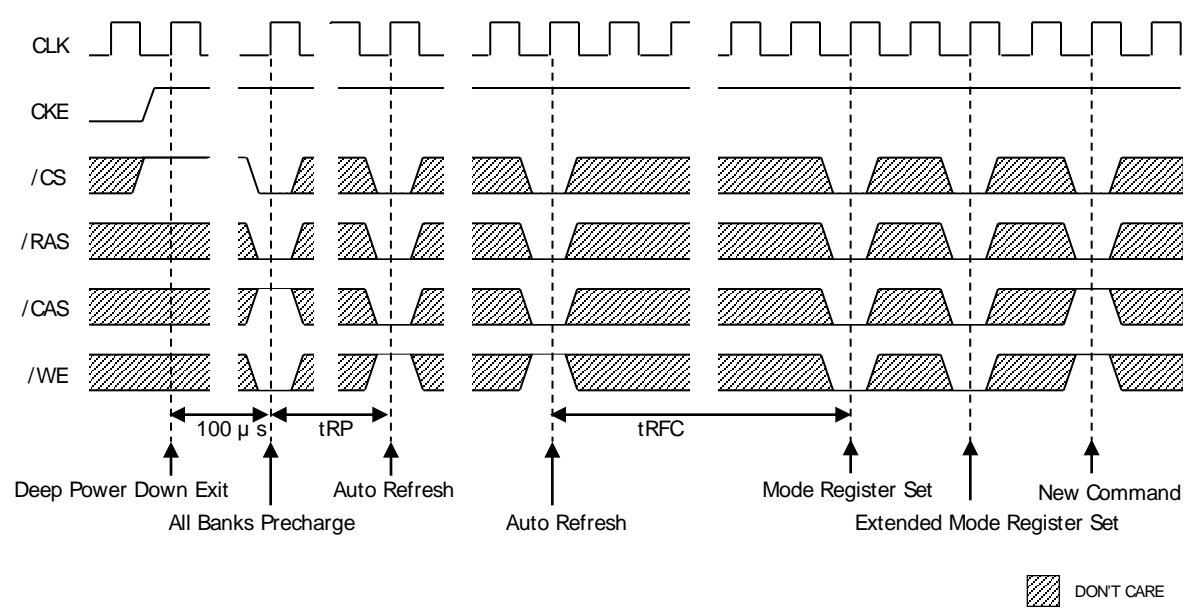 CLK
CKE
/CS
/RAS
/CAS
/WE
100 μ s
tRP
tRFC
Deep Power Down Exit
Auto Refresh
Mode Register Set
New Command
All Banks Precharge
Auto Refresh
Extended Mode Register Set
DON'T CARE